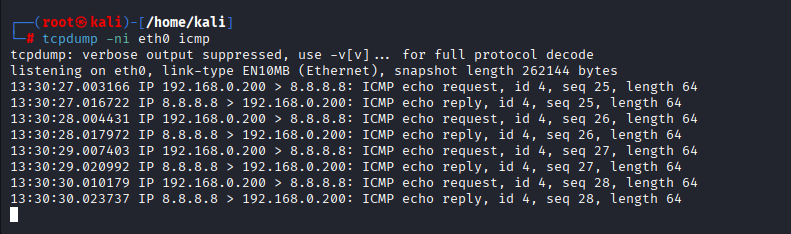 ┌──(root㉿kali)-[/home/kali]
└─# tcpdump -ni eth0 icmp
tcpdump: verbose output suppressed, use -v[v]... for full protocol decode
listening on eth0, link-type EN10MB (Ethernet), snapshot length 262144 bytes
13:30:27.003166 IP 192.168.0.200 > 8.8.8.8: ICMP echo request, id 4, seq 25, length 64
13:30:27.016722 IP 8.8.8.8 > 192.168.0.200: ICMP echo reply, id 4, seq 25, length 64
13:30:28.004431 IP 192.168.0.200 > 8.8.8.8: ICMP echo request, id 4, seq 26, length 64
13:30:28.017972 IP 8.8.8.8 > 192.168.0.200: ICMP echo reply, id 4, seq 26, length 64
13:30:29.007403 IP 192.168.0.200 > 8.8.8.8: ICMP echo request, id 4, seq 27, length 64
13:30:29.020992 IP 8.8.8.8 > 192.168.0.200: ICMP echo reply, id 4, seq 27, length 64
13:30:30.010179 IP 192.168.0.200 > 8.8.8.8: ICMP echo request, id 4, seq 28, length 64
13:30:30.023737 IP 8.8.8.8 > 192.168.0.200: ICMP echo reply, id 4, seq 28, length 64